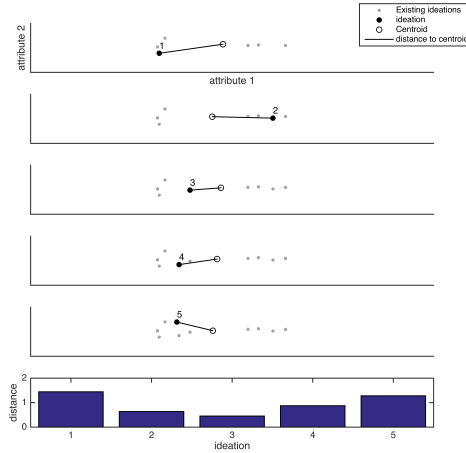 Existing ideations
ideation
Centroid
distance to centroid
attribute 2
1
attribute 1
2
3
4
5
distance
2
1
0
1 2 3 4 5
ideation